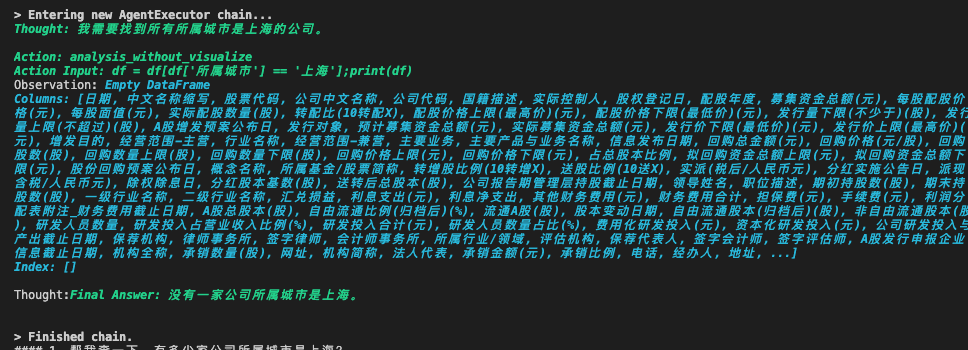 > Entering new AgentExecutor chain...
Thought: 我需要找到所有所属城市是上海的公司。
Action: analysis_without_visualize
Action Input: df = df[df['所属城市'] == '上海'];print(df)
Observation: Empty DataFrame
Columns: [日期, 中文名称缩写, 股票代码, 公司中文名称, 公司代码, 国籍描述, 实际控制人, 股权登记日, 配股年度, 募集资金总额(元), 每股配股价
格(元), 每股面值(元), 实际配股数量(股), 转配比(10转配X), 配股价格上限(最高价)(元), 配股价格下限(最低价)(元), 发行量下限(不少于)(股), 发行
量上限(不超过)(股), A股增发预案公布日, 发行对象, 预计募集资金总额(元), 实际募集资金总额(元), 发行价下限(最低价)(元), 发行价上限(最高价)(
元), 增发目的, 经营范围-主营, 行业名称, 经营范围-兼营, 主要业务, 主要产品与业务名称, 信息发布日期, 回购总金额(元), 回购价格(元/股), 回购
股数(股), 回购数量上限(股), 回购数量下限(股), 回购价格上限(元), 回购价格下限(元), 占总股本比例, 拟回购资金总额上限(元), 拟回购资金总额下
限(元), 股份回购预案公布日, 概念名称, 所属基金/股票简称, 转增股比例(10转增X), 送股比例(10送X), 实派(税后/人民币元), 分红实施公告日, 派现
含税/人民币元), 除权除息日, 分红股本基数(股), 送转后总股本(股), 公司报告期管理层持股截止日期, 领导姓名, 职位描述, 期初持股数(股), 期末持
股数(股), 一级行业名称, 二级行业名称, 汇兑损益, 利息支出(元), 利息净支出, 其他财务费用(元), 财务费用合计, 担保费(元), 手续费(元), 利润分
配表附注_财务费用截止日期, A股总股本(股), 自由流通比例(归档后)(%), 流通A股(股), 股本变动日期, 自由流通股本(归档后)(股), 非自由流通股本(股
), 研发人员数量, 研发投入占营业收入比例(%), 研发投入合计(元), 研发人员数量占比(%), 费用化研发投入(元), 资本化研发投入(元), 公司研发投入与
产出截止日期, 保荐机构, 律师事务所, 签字律师, 会计师事务所, 所属行业/领域, 评估机构, 保荐代表人, 签字会计师, 签字评估师, A股发行申报企业
信息截止日期, 机构全称, 承销数量(股), 网址, 机构简称, 法人代表, 承销金额(元), 承销比例, 电话, 经办人, 地址, ...]
Index: []
Thought:Final Answer: 没有一家公司所属城市是上海。
> Finished chain.
#### 1. 帮我查一下, 有多少家公司所属城市是上海?